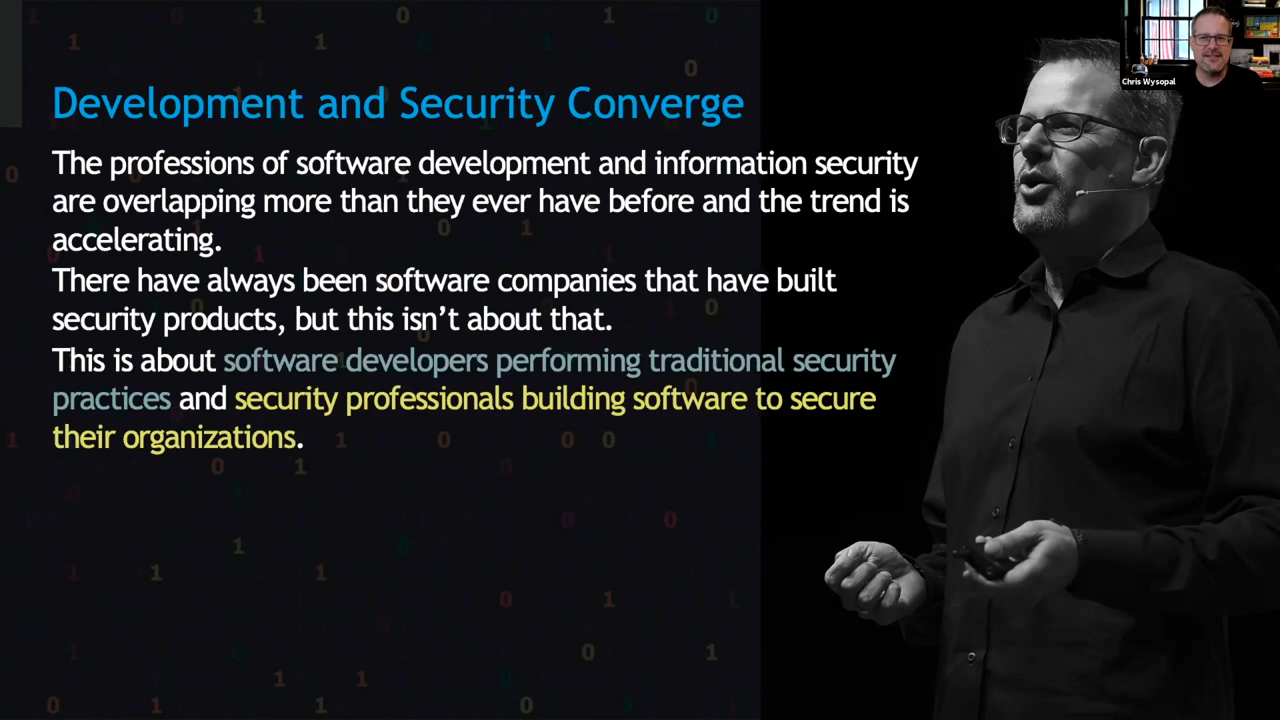 Chris Wysopal
Development and Security Converge
The professions of software development and information security
are overlapping more than they ever have before and the trend is
accelerating.
There have always been software companies that have built
security products, but this isn’t about that.
This is about software developers performing traditional security
practices and security professionals building software to secure
their organizations.